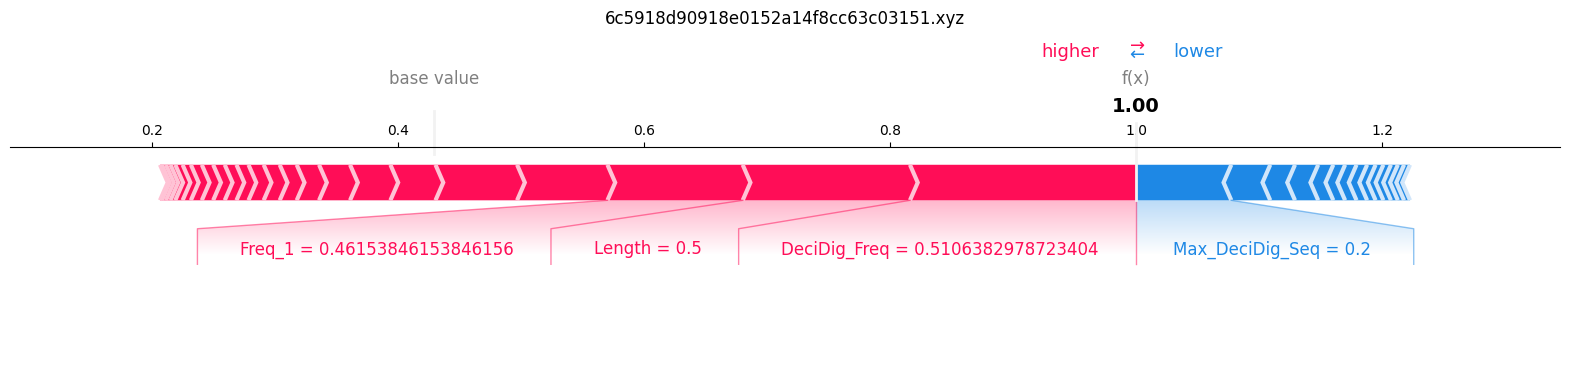 6c5918d90918e0152a14f8cc63c03151.xyz
higher ⇄ lower
base value f(x)
1.00
0.2 0.4 0.6 0.8 1 0 1.2
Freq_1 = 0.46153846153846156 Length = 0.5 DeciDig_Freq = 0.5106382978723404 Max_DeciDig_Seq = 0.2